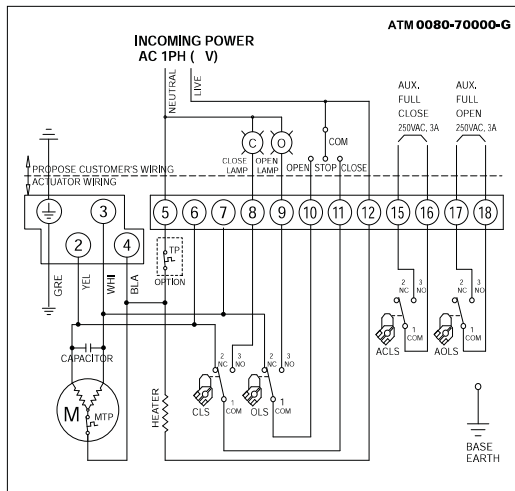 ATM 0080-70000-G
INCOMING POWER
AC 1PH ( V)
NEUTRAL
LIVE
AUX.
FULL
CLOSE
250VAC, 3A
AUX.
FULL
OPEN
250VAC, 3A
C
O
COM
CLOSE
LAMP
OPEN
LAMP
OPEN STOP CLOSE
PROPOSE CUSTOMER'S WIRING
ACTUATOR WIRING
3
2
4
5
6
7
8
9
10
11
12
15
16
17
18
GRE
YEL
WHI
BLA
TP
OPTION
CAPACITOR
M
MTP
HEATER
2
NC
3
NO
1
COM
CLS
2
NC
3
NO
1
COM
OLS
2
NC
3
NO
1
COM
ACLS
2
NC
3
NO
1
COM
AOLS
BASE
EARTH